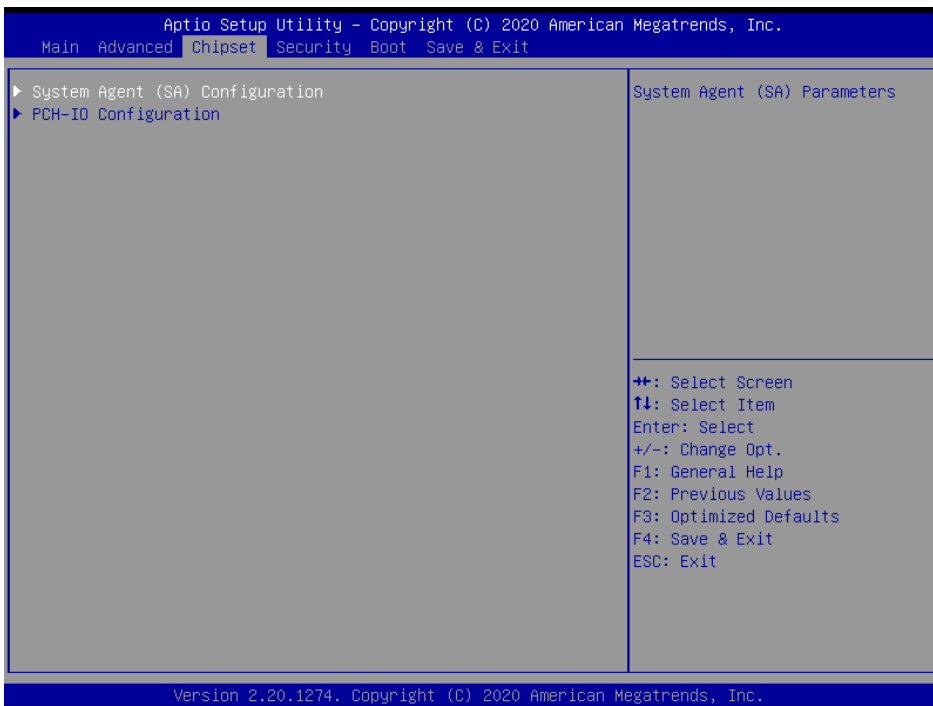 Aptio Setup Utility – Copyright (C) 2020 American Megatrends, Inc.
Main Advanced Chipset Security Boot Save & Exit
▶ System Agent (SA) Configuration
▶ PCH-IO Configuration
System Agent (SA) Parameters
→←: Select Screen
↑↓: Select Item
Enter: Select
+/-: Change Opt.
F1: General Help
F2: Previous Values
F3: Optimized Defaults
F4: Save & Exit
ESC: Exit
Version 2.20.1274. Copyright (C) 2020 American Megatrends, Inc.